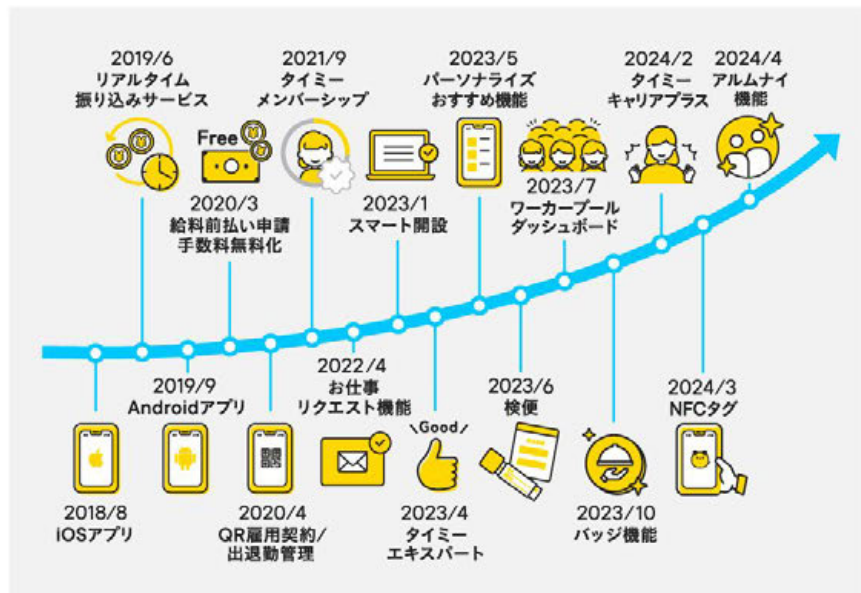 2019/6
リアルタイム
振り込みサービス
2021/9
タイミー
メンバーシップ
2023/5
パーソナライズ
おすすめ機能
2024/2
タイミー
キャリアプラス
2024/4
アルムナイ
機能
Free
2020/3
給料前払い申請
手数料無料化
2023/1
スマート開設
2023/7
ワーカープール
ダッシュボード
2019/9
Androidアプリ
2022/4
お仕事
リクエスト機能
2023/6
検便
2024/3
NFCタグ
\Good/
2018/8
iOSアプリ
2020/4
QR雇用契約/
出退勤管理
2023/4
タイミー
エキスパート
2023/10
バッジ機能